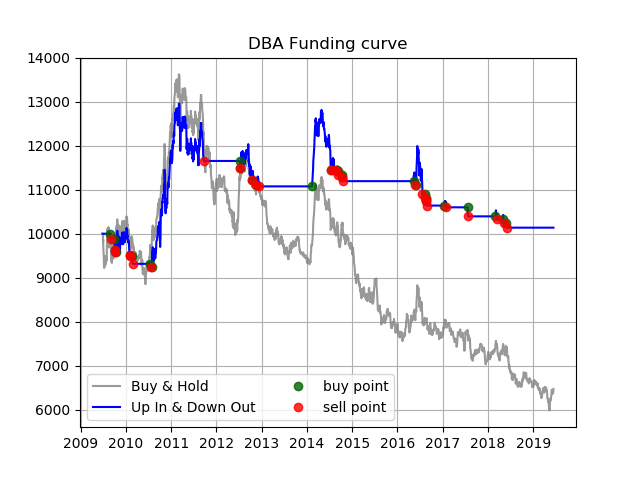 DBA Funding curve
14000
13000
12000
11000
10000
9000
8000
7000
6000
Buy & Hold
Up In & Down Out
buy point
sell point
2009 2010 2011 2012 2013 2014 2015 2016 2017 2018 2019